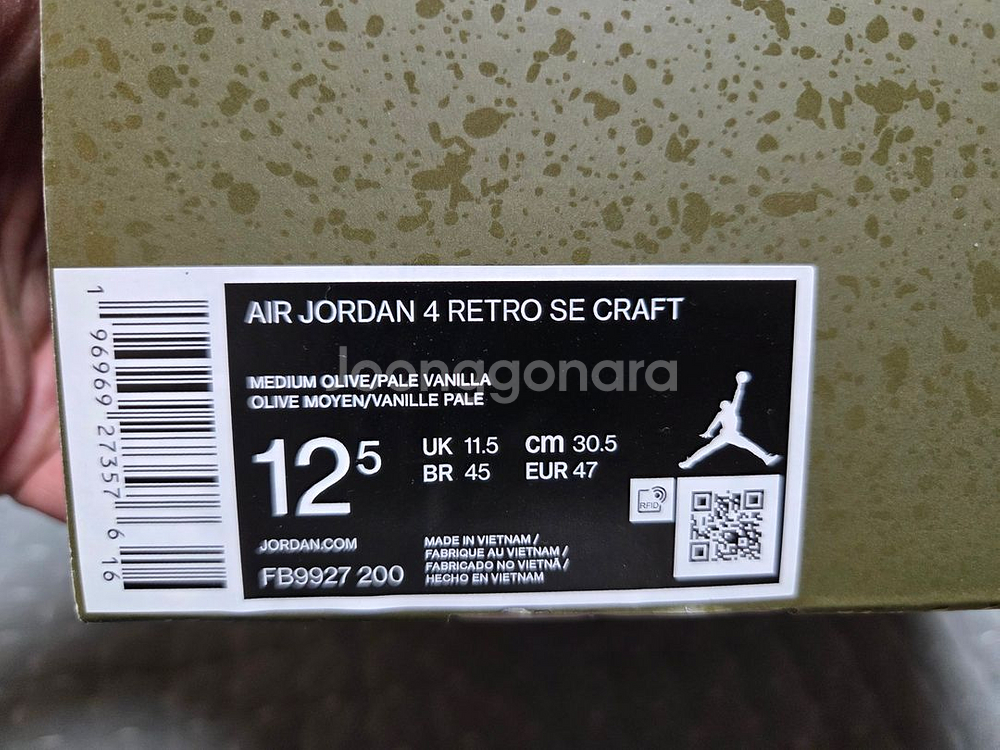 AIR JORDAN 4 RETRO SE CRAFT
MEDIUM OLIVE/PALE VANILLA
OLIVE MOYEN/VANILLE PALE
12 5
UK 11.5 cm 30.5
BR 45 EUR 47
RFID
JORDAN.COM
FB9927 200
MADE IN VIETNAM /
FABRIQUE AU VIETNAM /
FABRICADO NO VIETNÃ /
HECHO EN VIETNAM
1 96969 27357 6 16
joonggonara